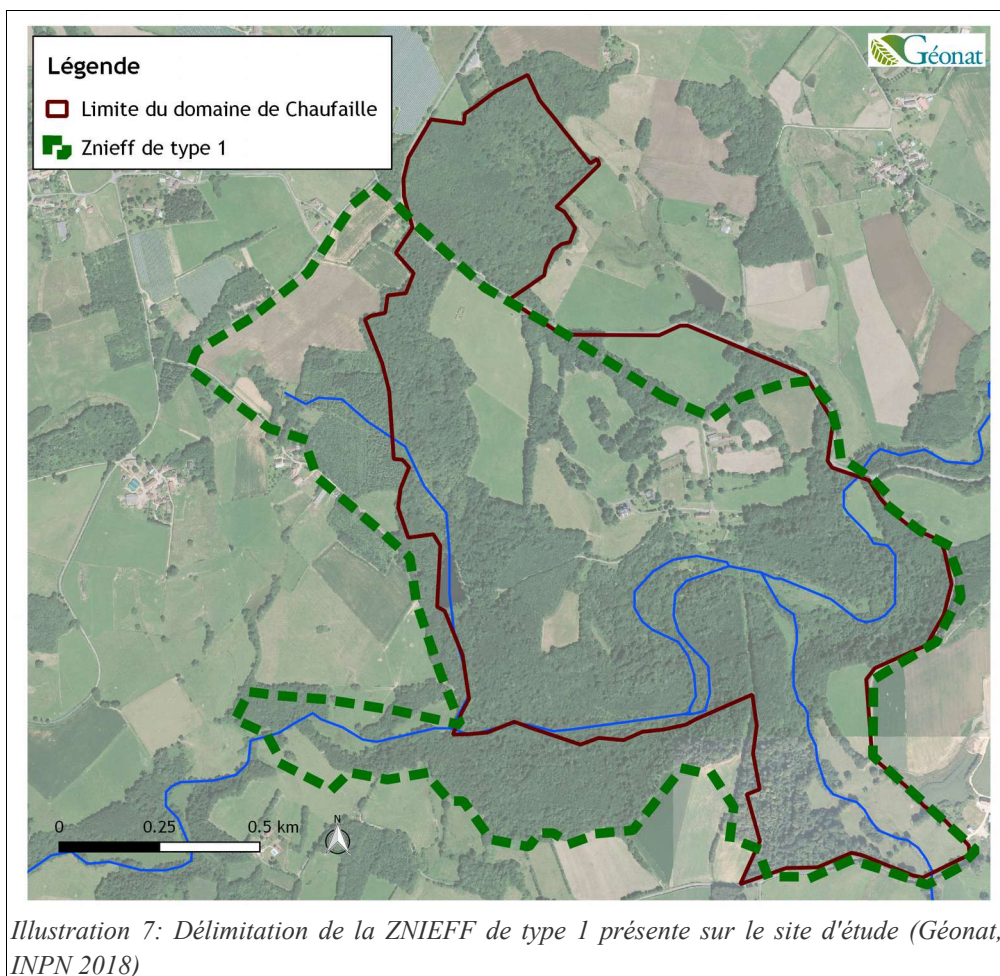 Géonat
Légende
Limite du domaine de Chaufaille
Znieff de type 1
0 0.25 0.5 km
N
Illustration 7: Délimitation de la ZNIEFF de type 1 présente sur le site d'étude (Géonat,
INPN 2018)